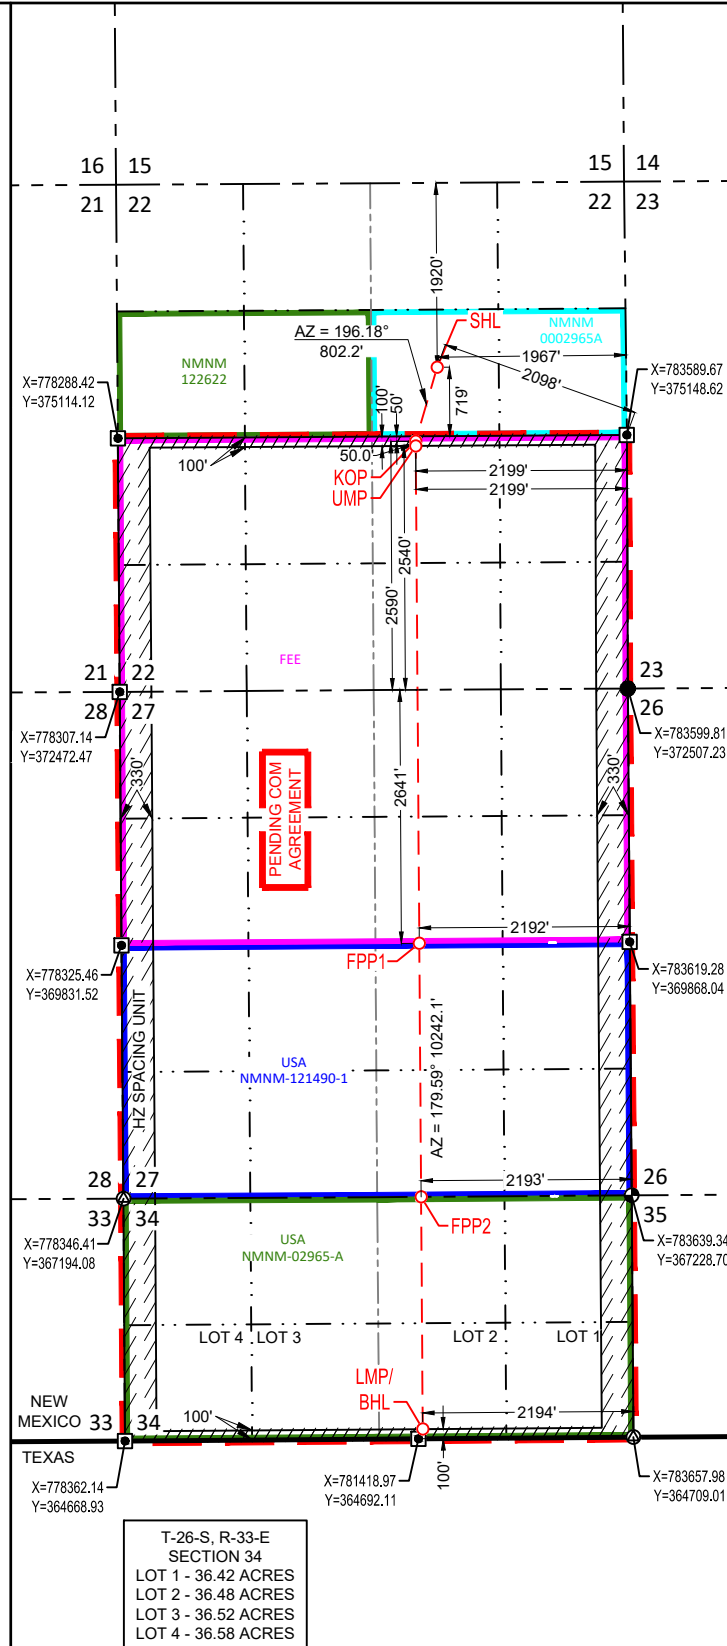 16 15
21 22
15 14
22 23
1920'
SHL
AZ = 196.18°
802.2'
NMNM
0002965A
1967'
2098'
NMNM
122622
719'
100'
50'
X=778288.42
Y=375114.12
X=783589.67
Y=375148.62
100'
50.0'
KOP
UMP
2199'
2199'
2540'
2590'
FEE
21 22
28 27
23
26
X=778307.14
Y=372472.47
X=783599.81
Y=372507.23
330'
330'
2641'
PENDING COM
AGREEMENT
2192'
FPP1
X=778325.46
Y=369831.52
X=783619.28
Y=369868.04
HZ SPACING UNIT
USA
NMNM-121490-1
AZ = 179.59° 10242.1'
2193'
28 27
33 34
26
35
FPP2
X=778346.41
Y=367194.08
X=783639.34
Y=367228.70
USA
NMNM-02965-A
LOT 4 LOT 3
LOT 2 LOT 1
LMP/
BHL
2194'
NEW
MEXICO
33 34
100'
TEXAS
100'
X=778362.14
Y=364668.93
X=781418.97
Y=364692.11
X=783657.98
Y=364709.01
T-26-S, R-33-E
SECTION 34
LOT 1 - 36.42 ACRES
LOT 2 - 36.48 ACRES
LOT 3 - 36.52 ACRES
LOT 4 - 36.58 ACRES